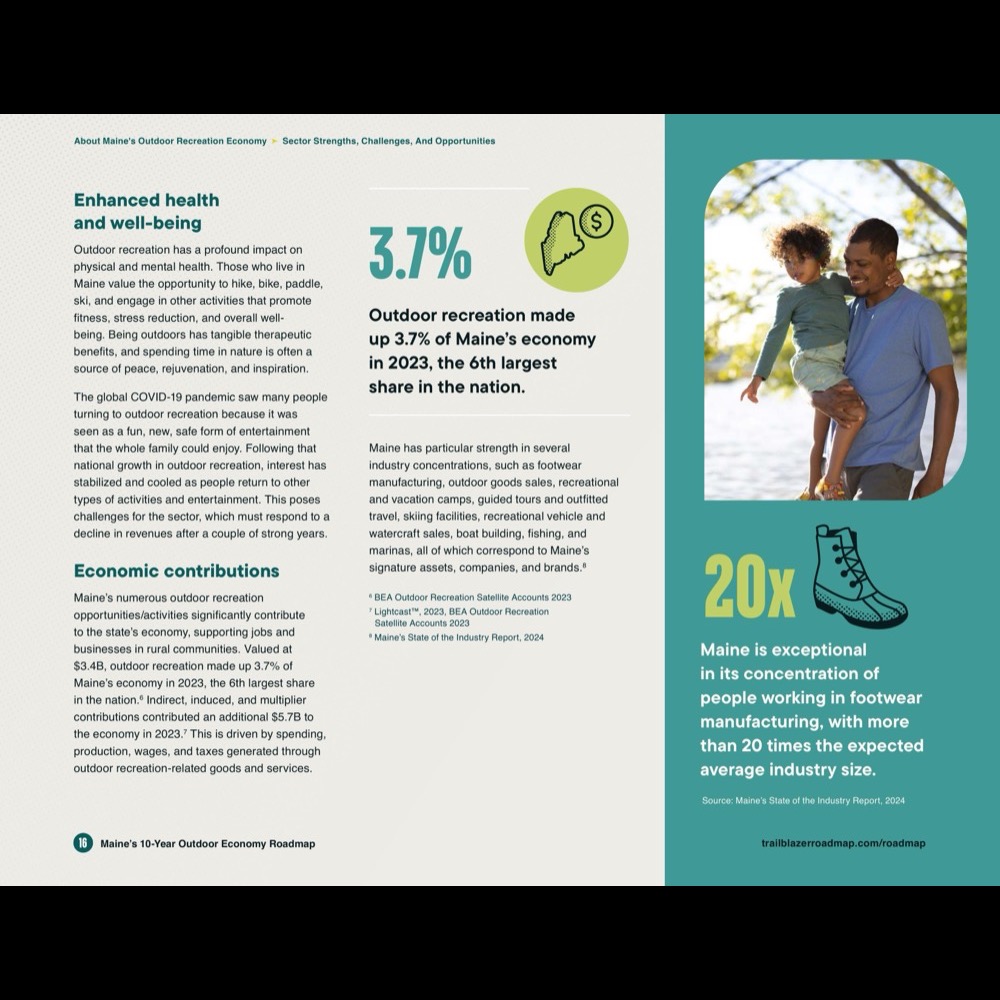 About Maine's Outdoor Recreation Economy ➤ Sector Strengths, Challenges, And Opportunities
Enhanced health
and well-being
Outdoor recreation has a profound impact on
physical and mental health. Those who live in
Maine value the opportunity to hike, bike, paddle,
ski, and engage in other activities that promote
fitness, stress reduction, and overall well-
being. Being outdoors has tangible therapeutic
benefits, and spending time in nature is often a
source of peace, rejuvenation, and inspiration.
The global COVID-19 pandemic saw many people
turning to outdoor recreation because it was
seen as a fun, new, safe form of entertainment
that the whole family could enjoy. Following that
national growth in outdoor recreation, interest has
stabilized and cooled as people return to other
types of activities and entertainment. This poses
challenges for the sector, which must respond to a
decline in revenues after a couple of strong years.
Economic contributions
Maine's numerous outdoor recreation
opportunities/activities significantly contribute
to the state's economy, supporting jobs and
businesses in rural communities. Valued at
$3.4B, outdoor recreation made up 3.7% of
Maine's economy in 2023, the 6th largest share
in the nation.⁶ Indirect, induced, and multiplier
contributions contributed an additional $5.7B to
the economy in 2023.⁷ This is driven by spending,
production, wages, and taxes generated through
outdoor recreation-related goods and services.
3.7%
$
Outdoor recreation made
up 3.7% of Maine's economy
in 2023, the 6th largest
share in the nation.
Maine has particular strength in several
industry concentrations, such as footwear
manufacturing, outdoor goods sales, recreational
and vacation camps, guided tours and outfitted
travel, skiing facilities, recreational vehicle and
watercraft sales, boat building, fishing, and
marinas, all of which correspond to Maine's
signature assets, companies, and brands.⁸
⁶ BEA Outdoor Recreation Satellite Accounts 2023
⁷ Lightcast™, 2023, BEA Outdoor Recreation
Satellite Accounts 2023
⁸ Maine's State of the Industry Report, 2024
20x
Maine is exceptional
in its concentration of
people working in footwear
manufacturing, with more
than 20 times the expected
average industry size.
Source: Maine's State of the Industry Report, 2024
16 Maine's 10-Year Outdoor Economy Roadmap
trailblazerroadmap.com/roadmap